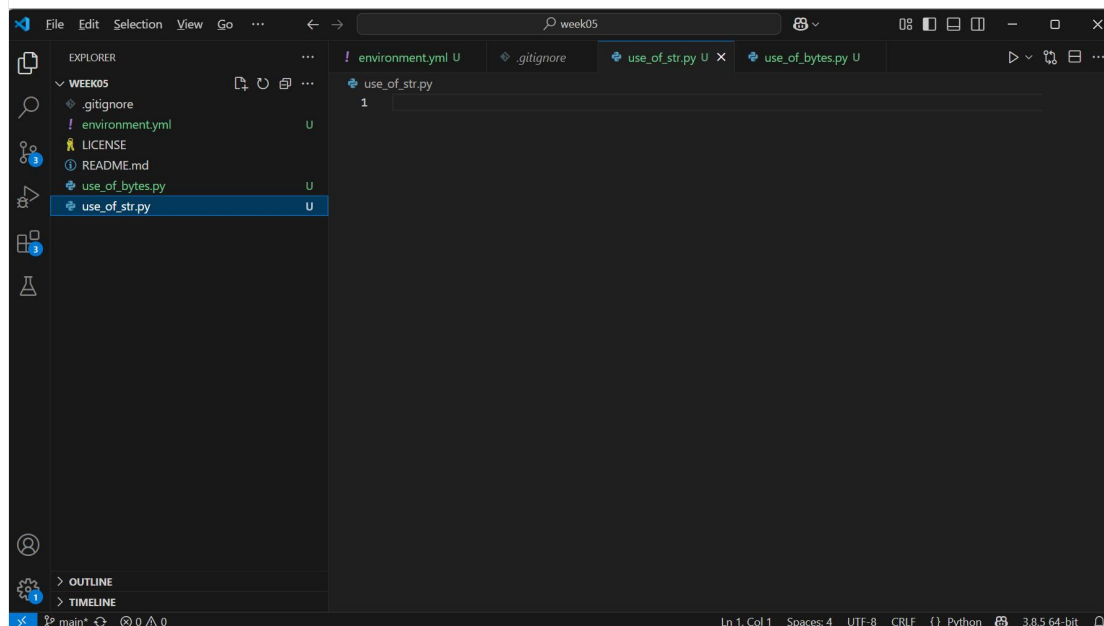 File Edit Selection View Go ··· week05
EXPLORER ···
WEEK05 ···
.gitignore
! environment.yml U
LICENSE
README.md
use_of_bytes.py U
use_of_str.py U
OUTLINE
TIMELINE
3
3
1
! environment.yml U .gitignore use_of_str.py U use_of_bytes.py U ···
use_of_str.py
1
main* 0 0 Ln 1, Col 1 Spaces: 4 UTF-8 CRLF {} Python 3.8.5 64-bit